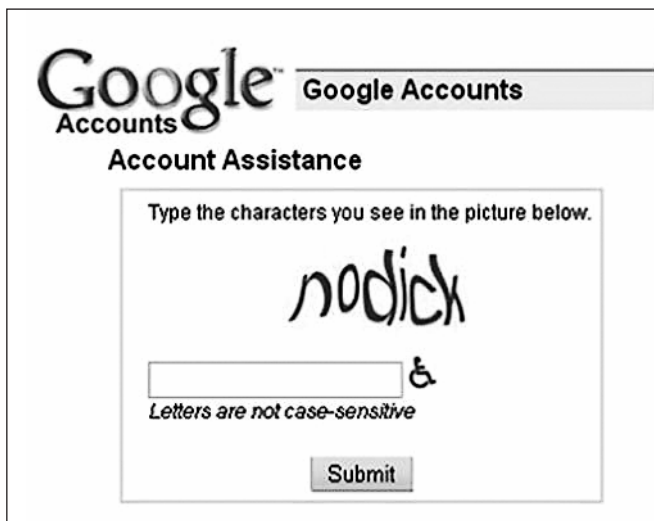 Google™
Accounts
Google Accounts
Account Assistance
Type the characters you see in the picture below.
nodick
Letters are not case-sensitive
Submit